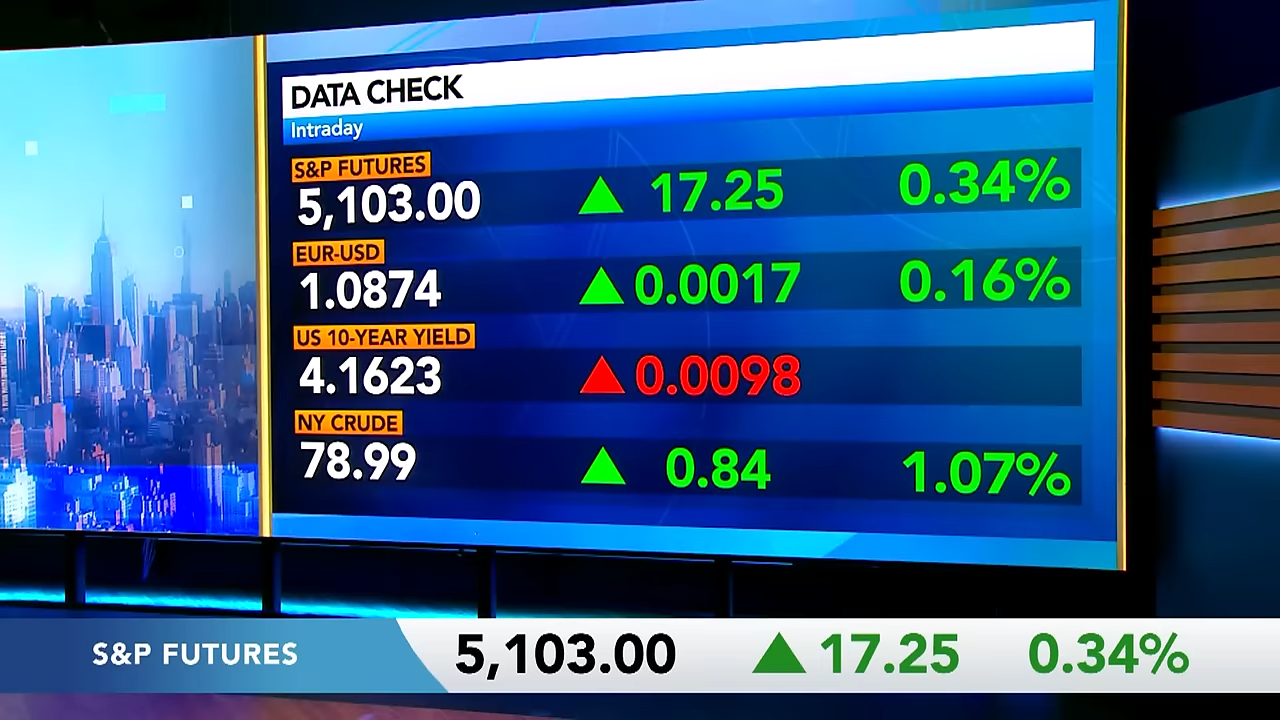 DATA CHECK
Intraday
S&P FUTURES
5,103.00 ▲ 17.25 0.34%
EUR-USD
1.0874 ▲ 0.0017 0.16%
US 10-YEAR YIELD
4.1623 ▲ 0.0098
NY CRUDE
78.99 ▲ 0.84 1.07%
S&P FUTURES 5,103.00 ▲ 17.25 0.34%